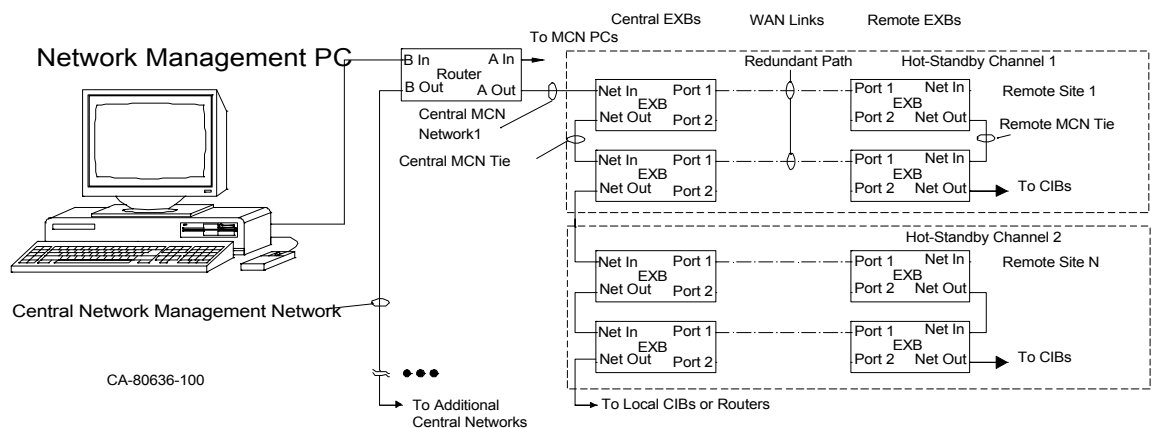 Central EXBs
WAN Links
Remote EXBs
To MCN PCs
Network Management PC
B In
A In
Router
B Out
A Out
Redundant Path
Hot-Standby Channel 1
Net In
Port 1
EXB
Net Out
Port 2
Port 1
Net In
EXB
Port 2
Net Out
Remote Site 1
Central MCN
Network1
Remote MCN Tie
Central MCN Tie
Net In
Port 1
EXB
Net Out
Port 2
Port 1
Net In
EXB
Port 2
Net Out
To CIBs
Hot-Standby Channel 2
Net In
Port 1
EXB
Net Out
Port 2
Port 1
Net In
EXB
Port 2
Net Out
Remote Site N
Central Network Management Network
Net In
Port 1
EXB
Net Out
Port 2
Port 1
Net In
EXB
Port 2
Net Out
To CIBs
CA-80636-100
To Additional
Central Networks
To Local CIBs or Routers